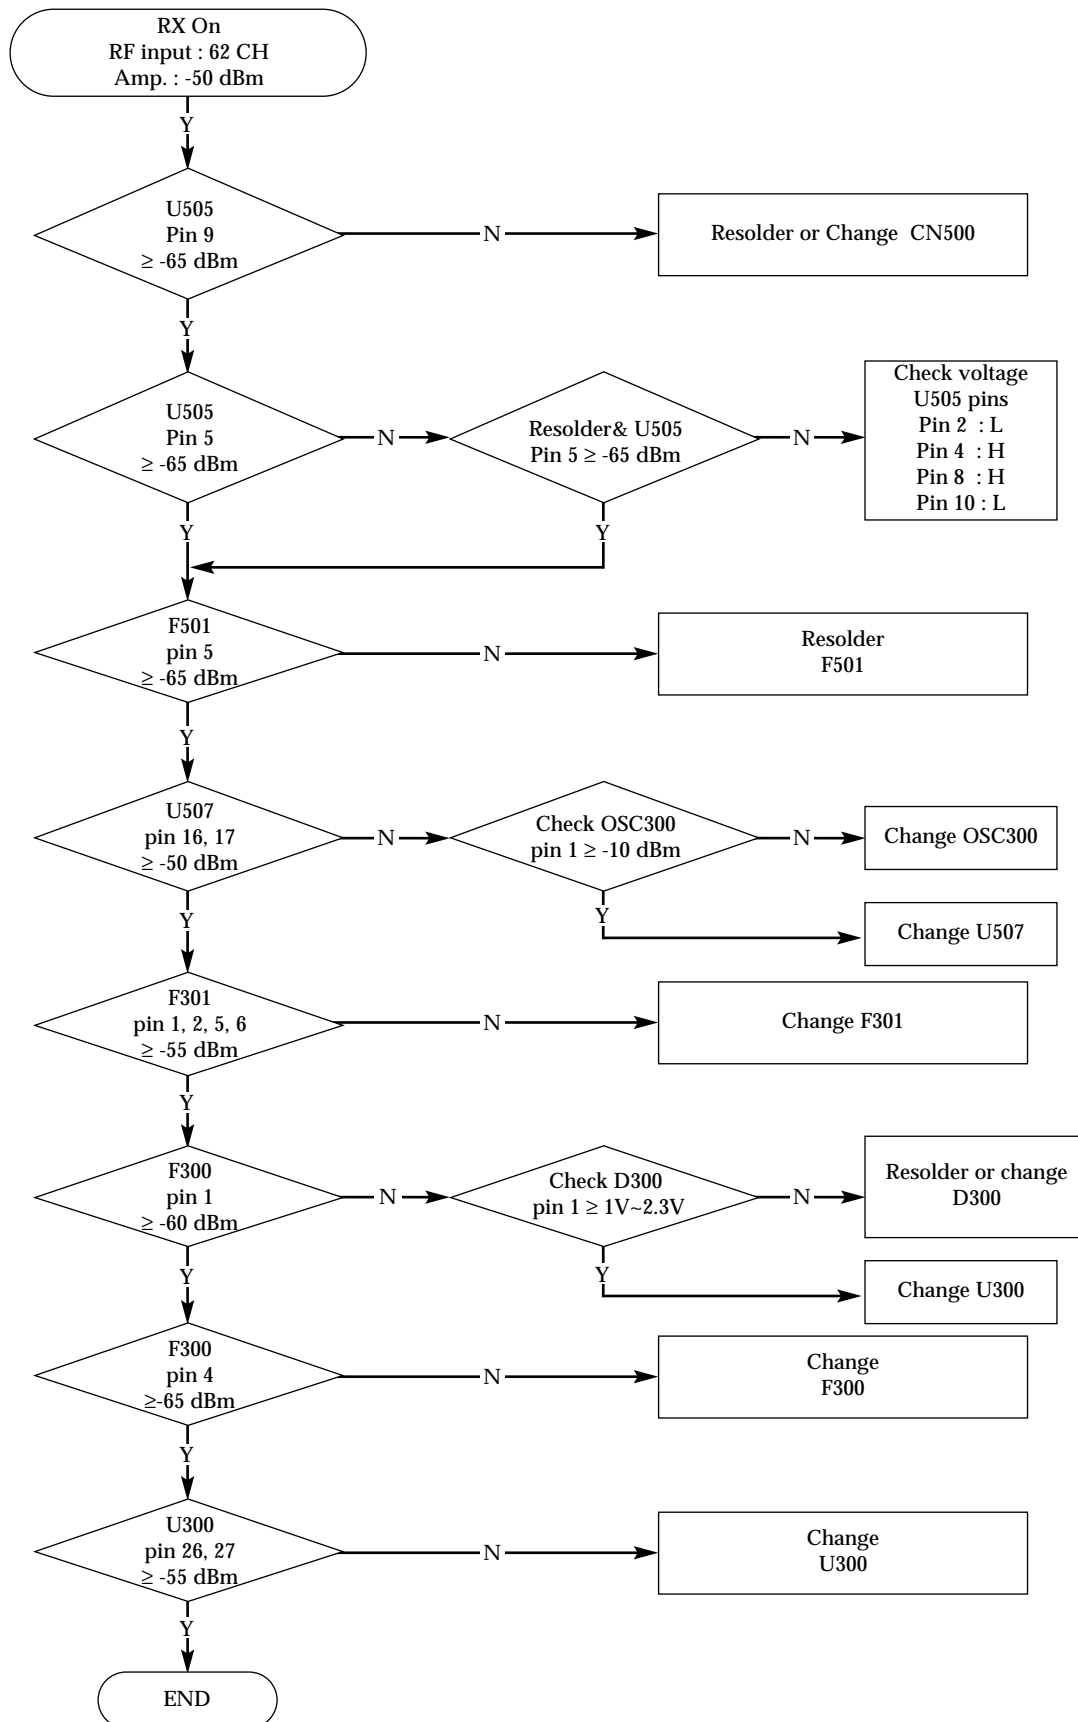 RX On
RF input : 62 CH
Amp. : -50 dBm
Y
U505
Pin 9
≥ -65 dBm
N
Resolder or Change CN500
Y
U505
Pin 5
≥ -65 dBm
N
Resolder& U505
Pin 5 ≥ -65 dBm
N
Check voltage
U505 pins
Pin 2 : L
Pin 4 : H
Pin 8 : H
Pin 10 : L
Y
Y
F501
pin 5
≥ -65 dBm
N
Resolder
F501
Y
U507
pin 16, 17
≥ -50 dBm
N
Check OSC300
pin 1 ≥ -10 dBm
N
Change OSC300
Y
Y
Change U507
F301
pin 1, 2, 5, 6
≥ -55 dBm
N
Change F301
Y
F300
pin 1
≥ -60 dBm
N
Check D300
pin 1 ≥ 1V~2.3V
N
Resolder or change
D300
Y
Y
Change U300
F300
pin 4
≥-65 dBm
N
Change
F300
Y
U300
pin 26, 27
≥ -55 dBm
N
Change
U300
Y
END